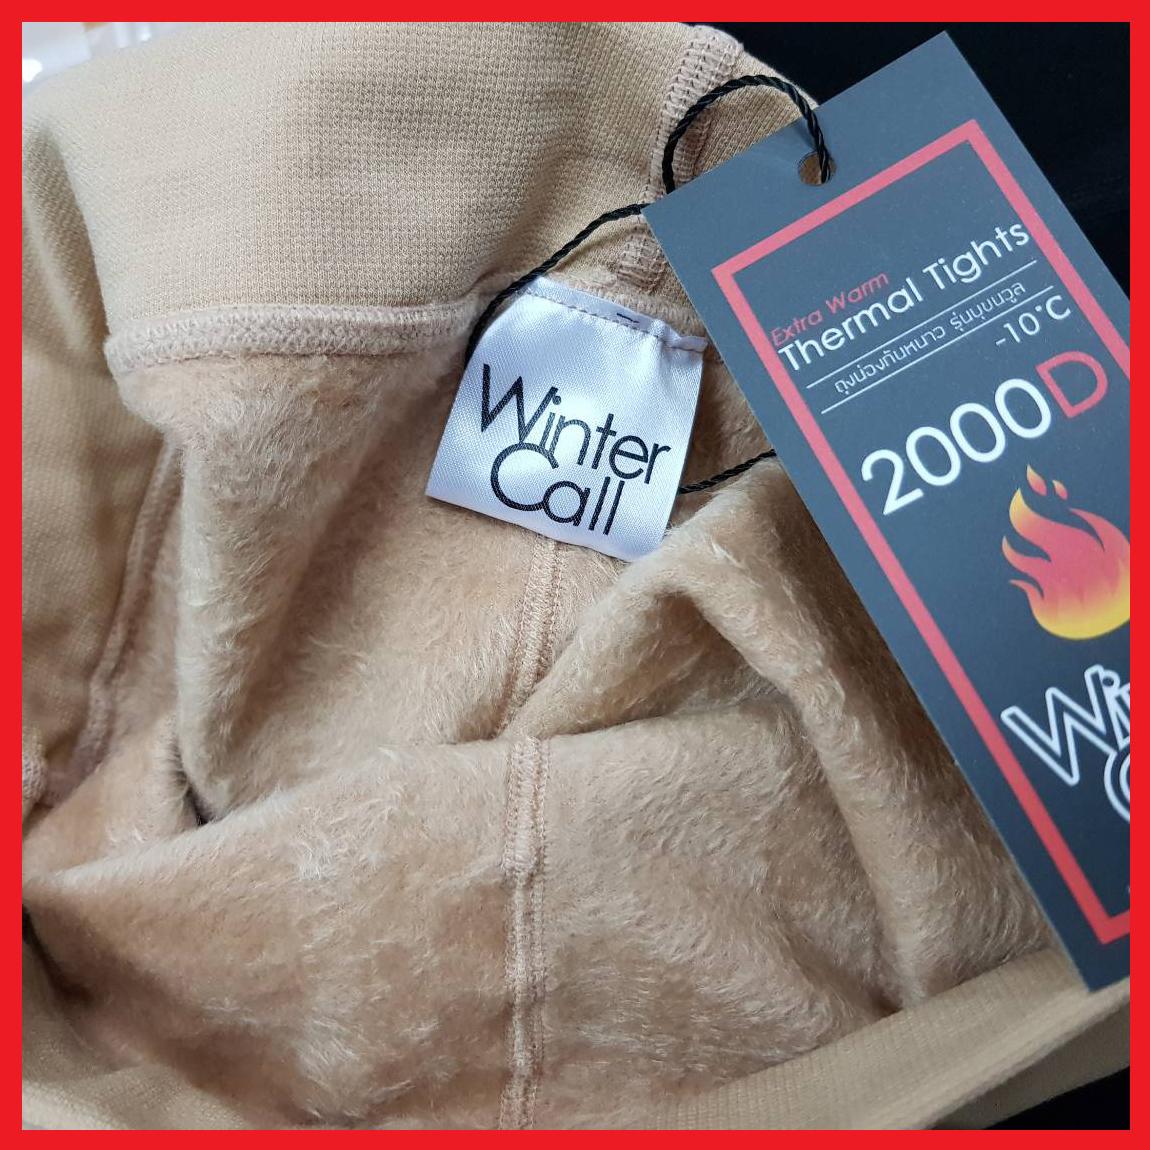 Winter
Call
Extra Warm
Thermal Tights
ถุงน่องกันหนาว รุ่นบุขนวูล
-10°C
2000D